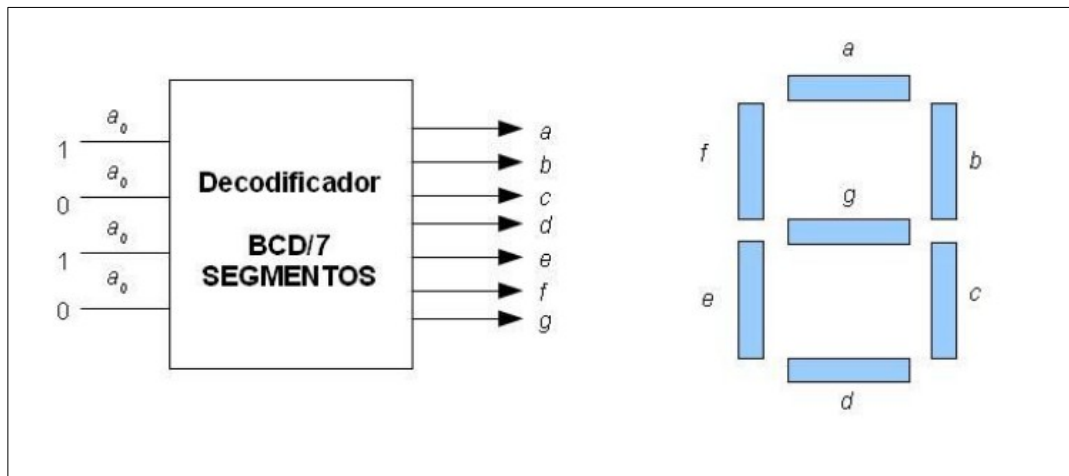 a₀
1
a₀
0
a₀
1
a₀
0
Decodificador
BCD/7
SEGMENTOS
a
b
c
d
e
f
g
a
f
b
g
e
c
d